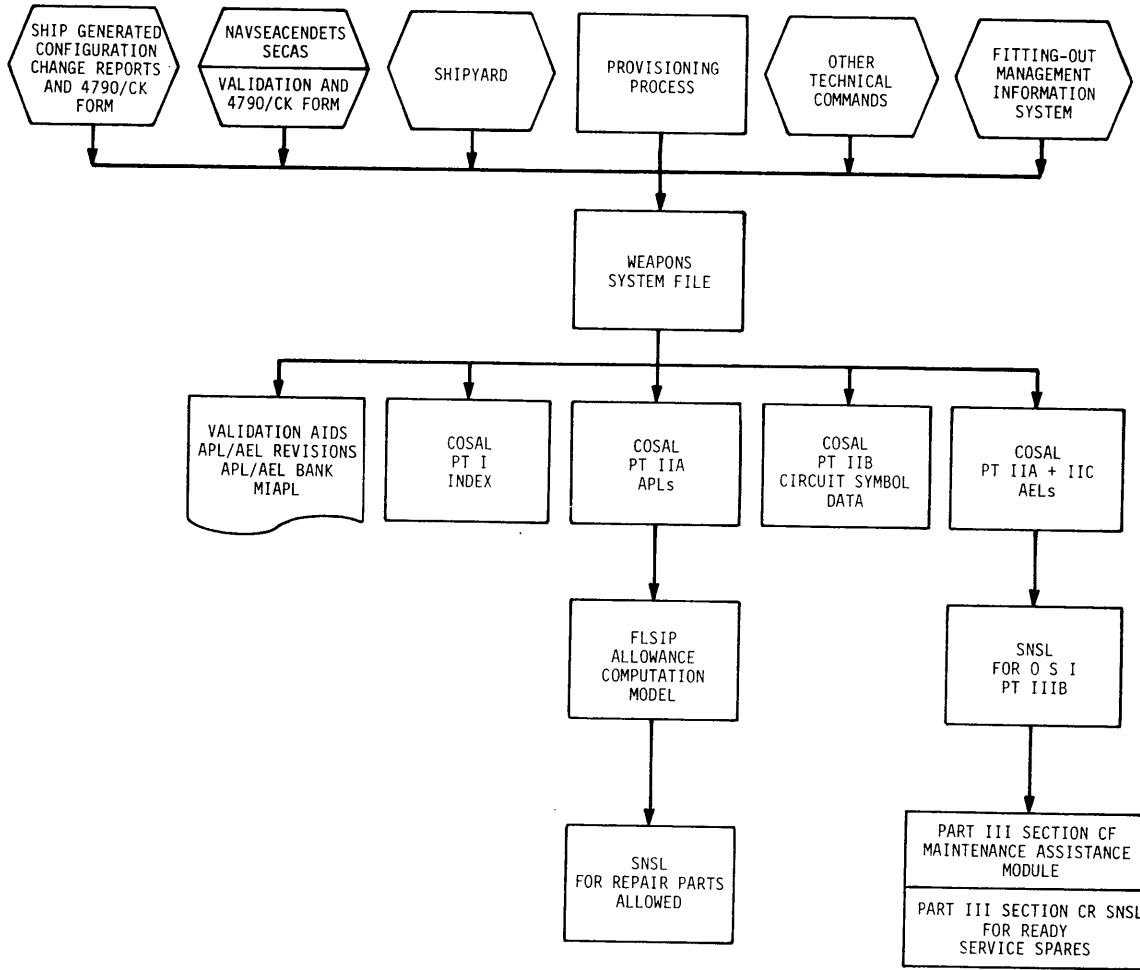 SHIP GENERATED
CONFIGURATION
CHANGE REPORTS
AND 4790/CK
FORM
NAVSEACENDETS
SECAS
VALIDATION AND
4790/CK FORM
SHIPYARD
PROVISIONING
PROCESS
OTHER
TECHNICAL
COMMANDS
FITTING-OUT
MANAGEMENT
INFORMATION
SYSTEM
WEAPONS
SYSTEM FILE
VALIDATION AIDS
APL/AEL REVISIONS
APL/AEL BANK
MIAPL
COSAL
PT I
INDEX
COSAL
PT IIA
APLs
COSAL
PT IIB
CIRCUIT SYMBOL
DATA
COSAL
PT IIA + IIC
AELs
FLSIP
ALLOWANCE
COMPUTATION
MODEL
SNSL
FOR O S I
PT IIIB
SNSL
FOR REPAIR PARTS
ALLOWED
PART III SECTION CF
MAINTENANCE ASSISTANCE
MODULE
PART III SECTION CR SNSL
FOR READY
SERVICE SPARES